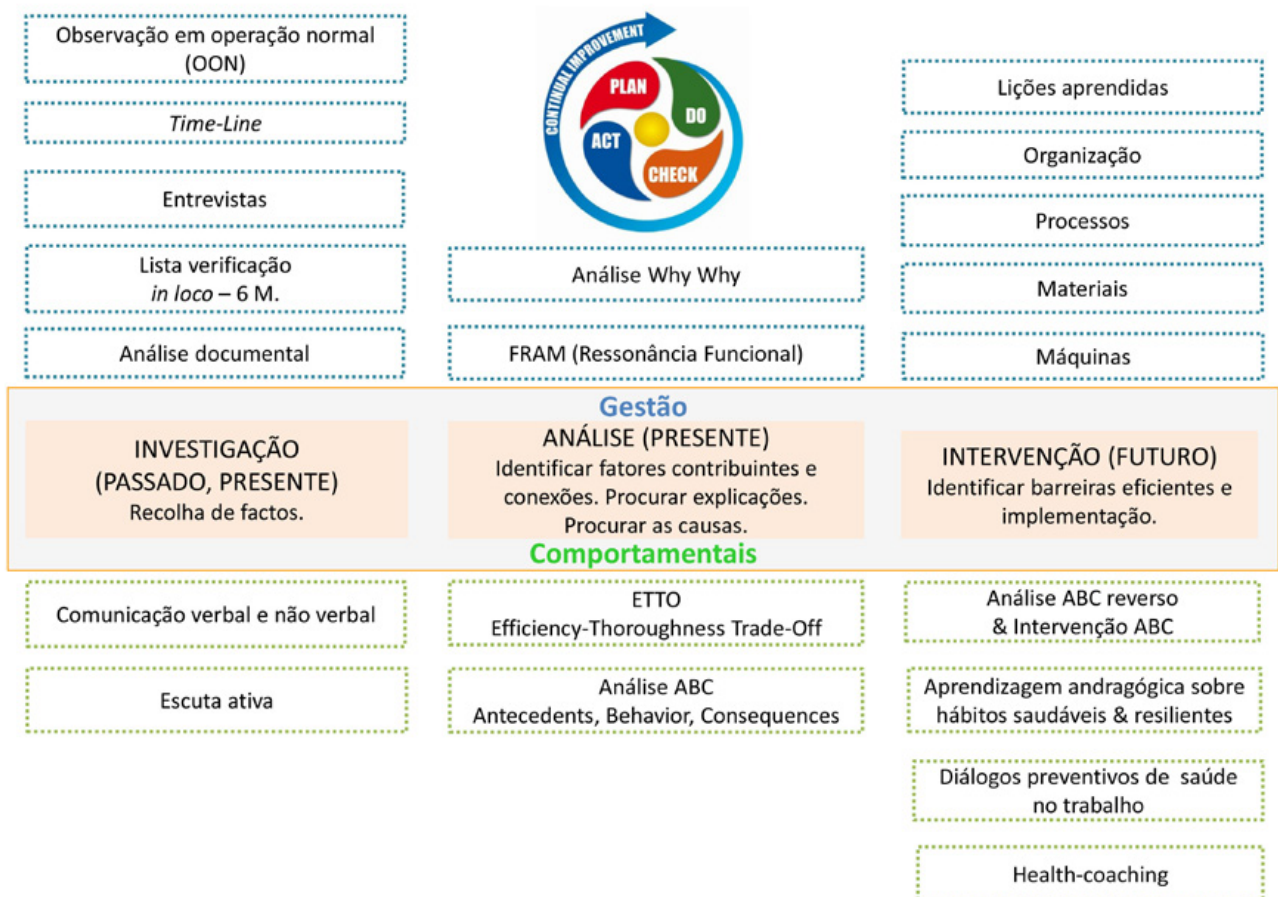 Observação em operação normal
(OON)
Time-Line
Entrevistas
Lista verificação
in loco – 6 M.
Análise documental
CONTINUAL IMPROVEMENT
PLAN
DO
CHECK
ACT
Análise Why Why
FRAM (Ressonância Funcional)
Lições aprendidas
Organização
Processos
Materiais
Máquinas
Gestão
INVESTIGAÇÃO
(PASSADO, PRESENTE)
Recolha de factos.
ANÁLISE (PRESENTE)
Identificar fatores contribuintes e
conexões. Procurar explicações.
Procurar as causas.
INTERVENÇÃO (FUTURO)
Identificar barreiras eficientes e
implementação.
Comportamentais
Comunicação verbal e não verbal
Escuta ativa
ETTO
Efficiency-Thoroughness Trade-Off
Análise ABC
Antecedents, Behavior, Consequences
Análise ABC reverso
& Intervenção ABC
Aprendizagem andragógica sobre
hábitos saudáveis & resilientes
Diálogos preventivos de saúde
no trabalho
Health-coaching